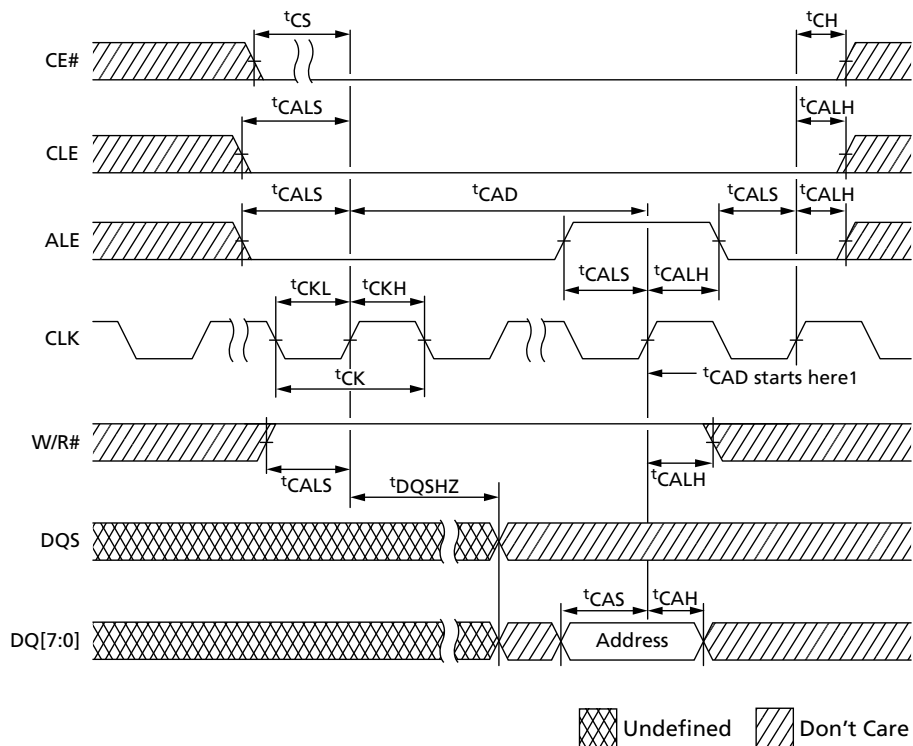 tCS
tCH
CE#
tCALS
tCALH
CLE
tCALS
tCAD
tCALS
tCALH
ALE
tCALS
tCALH
tCKL
tCKH
CLK
tCK
tCAD starts here1
W/R#
tCALS
tDQSHZ
tCALH
DQS
tCAS
tCAH
DQ[7:0]
Address
Undefined
Don't Care